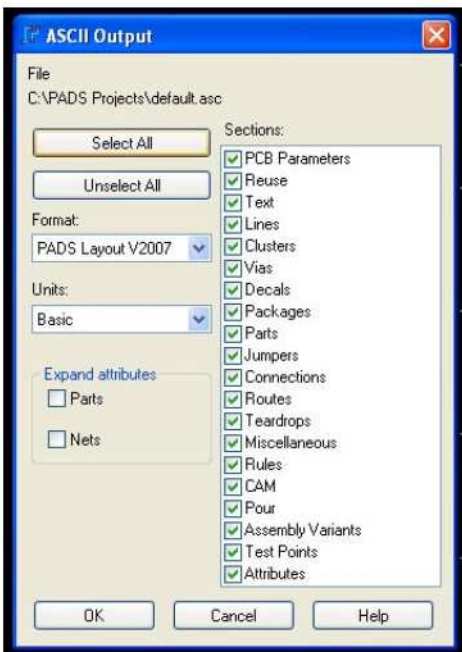 ASCII Output
File
C:\PADS Projects\default.asc
Select All
Unselect All
Format:
PADS Layout V2007
Units:
Basic
Expand attributes
Parts
Nets
Sections:
PCB Parameters
Reuse
Text
Lines
Clusters
Vias
Decals
Packages
Parts
Jumpers
Connections
Routes
Teardrops
Miscellaneous
Rules
CAM
Pour
Assembly Variants
Test Points
Attributes
OK
Cancel
Help